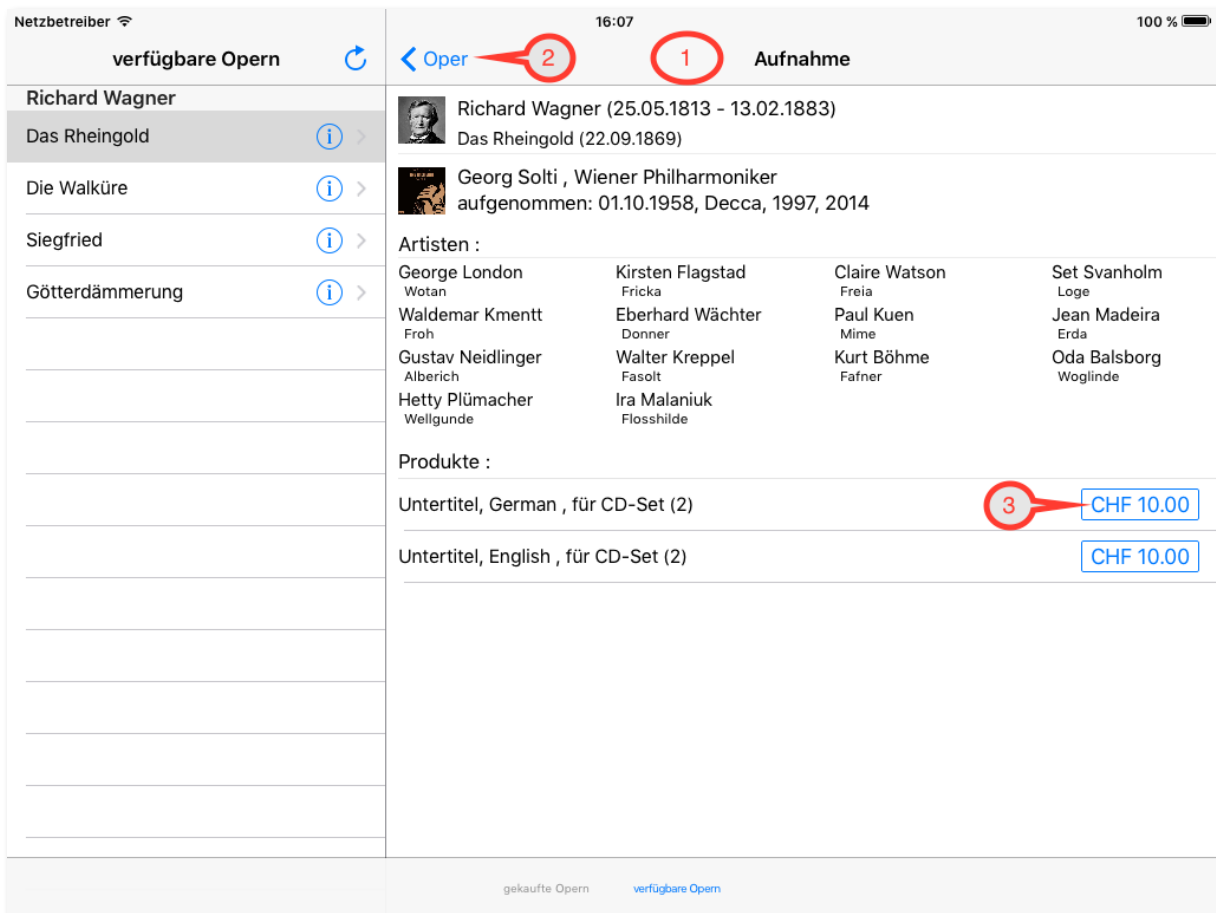 Netzbetreiber 16:07 100 %
verfügbare Opern
Oper 2 1 Aufnahme
Richard Wagner
Das Rheingold
Die Walküre
Siegfried
Götterdämmerung
Richard Wagner (25.05.1813 - 13.02.1883)
Das Rheingold (22.09.1869)
Georg Solti , Wiener Philharmoniker
aufgenommen: 01.10.1958, Decca, 1997, 2014
Artisten :
George London Kirsten Flagstad Claire Watson Set Svanholm
Wotan Fricka Freia Loge
Waldemar Kmentt Eberhard Wächter Paul Kuen Jean Madeira
Froh Donner Mime Erda
Gustav Neidlinger Walter Kreppel Kurt Böhme Oda Balsborg
Alberich Fasolt Fafner Woglinde
Hetty Plümacher Ira Malaniuk
Wellgunde Flosshilde
Produkte :
Untertitel, German , für CD-Set (2) 3 CHF 10.00
Untertitel, English , für CD-Set (2) CHF 10.00
gekaufte Opern verfügbare Opern